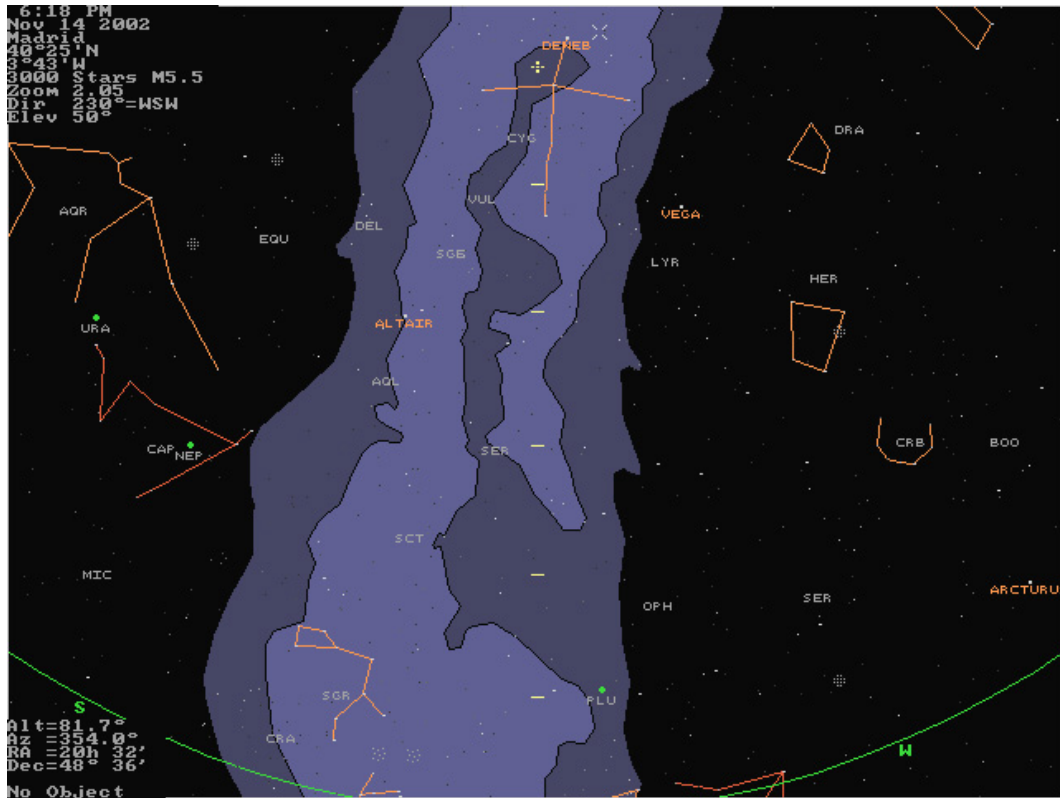 6:18 PM
Nov 14 2002
Madrid
40°25'N
3°43'W
3000 Stars M5.5
Zoom 2.05
Dir 230°=WSW
Elev 50°
DENEB
CYG
DRA
VUL
AQR
VEGA
DEL
EQU
SGE
LYR
HER
URA
ALTAIR
AQL
CAP
NEP
SER
CRB
BOO
SCT
MIC
ARCTURU
OPH
SER
SGR
PLU
S
CRA
W
Alt=81.7°
Az =354.0°
RA =20h 32'
Dec=48° 36'
No Object